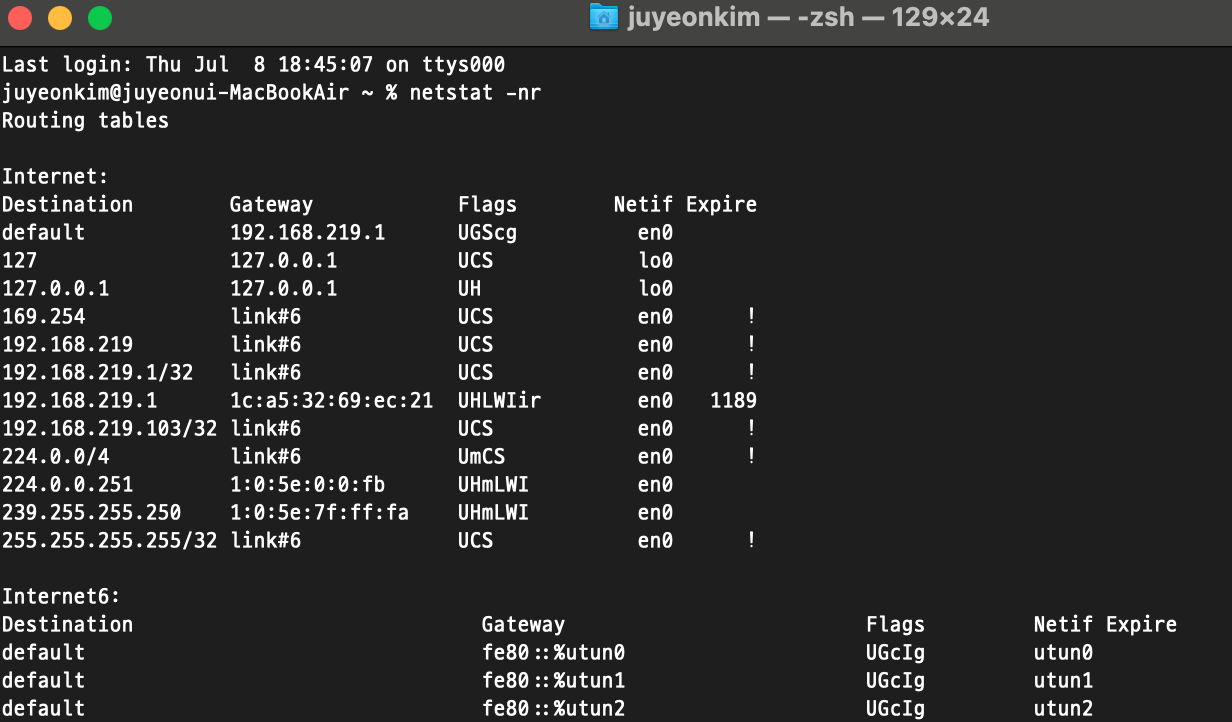 juyeonkim — -zsh — 129×24
Last login: Thu Jul  8 18:45:07 on ttys000
juyeonkim@juyeonui-MacBookAir ~ % netstat -nr
Routing tables

Internet:
Destination        Gateway            Flags        Netif Expire
default            192.168.219.1      UGScg          en0
127                127.0.0.1          UCS            lo0
127.0.0.1          127.0.0.1          UH             lo0
169.254            link#6             UCS            en0      !
192.168.219        link#6             UCS            en0      !
192.168.219.1/32   link#6             UCS            en0      !
192.168.219.1      1c:a5:32:69:ec:21  UHLWIir        en0   1189
192.168.219.103/32 link#6             UCS            en0      !
224.0.0/4          link#6             UmCS           en0      !
224.0.0.251        1:0:5e:0:0:fb      UHmLWI         en0
239.255.255.250    1:0:5e:7f:ff:fa    UHmLWI         en0
255.255.255.255/32 link#6             UCS            en0      !

Internet6:
Destination                             Gateway                         Flags         Netif Expire
default                                 fe80::%utun0                    UGcIg         utun0
default                                 fe80::%utun1                    UGcIg         utun1
default                                 fe80::%utun2                    UGcIg         utun2